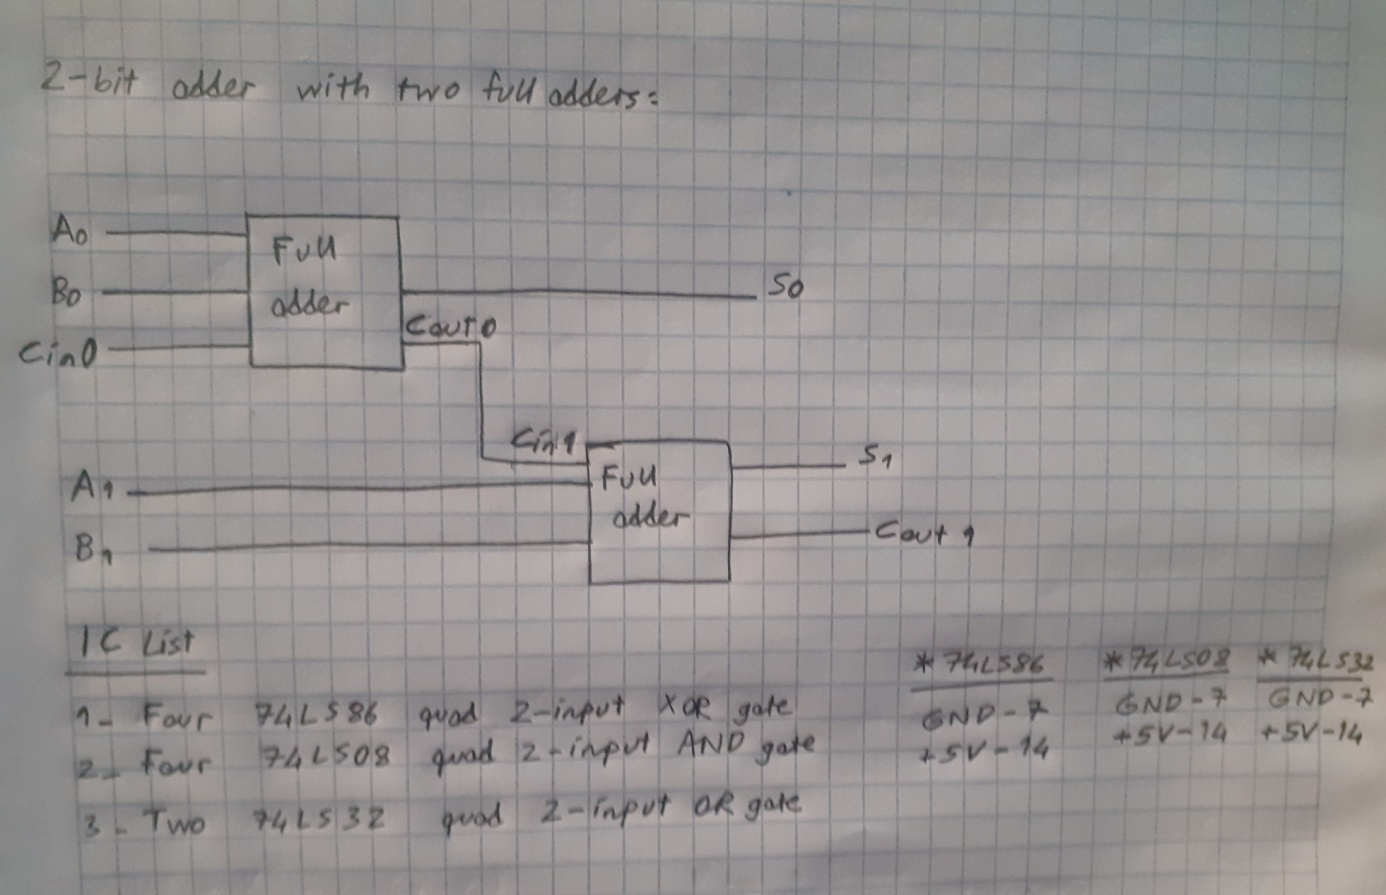 2-bit adder with two full adders:
A0
Full
B0
adder
S0
Cout0
Cin0
Cin1
S1
A1
Full
adder
Cout1
B1
IC List
1- Four 74LS86 quad 2-input XOR gate
2- Four 74LS08 quad 2-input AND gate
3- Two 74LS32 quad 2-input OR gate
* 74LS86
GND-7
+5V-14
* 74LS08
GND-7
+5V-14
* 74LS32
GND-7
+5V-14